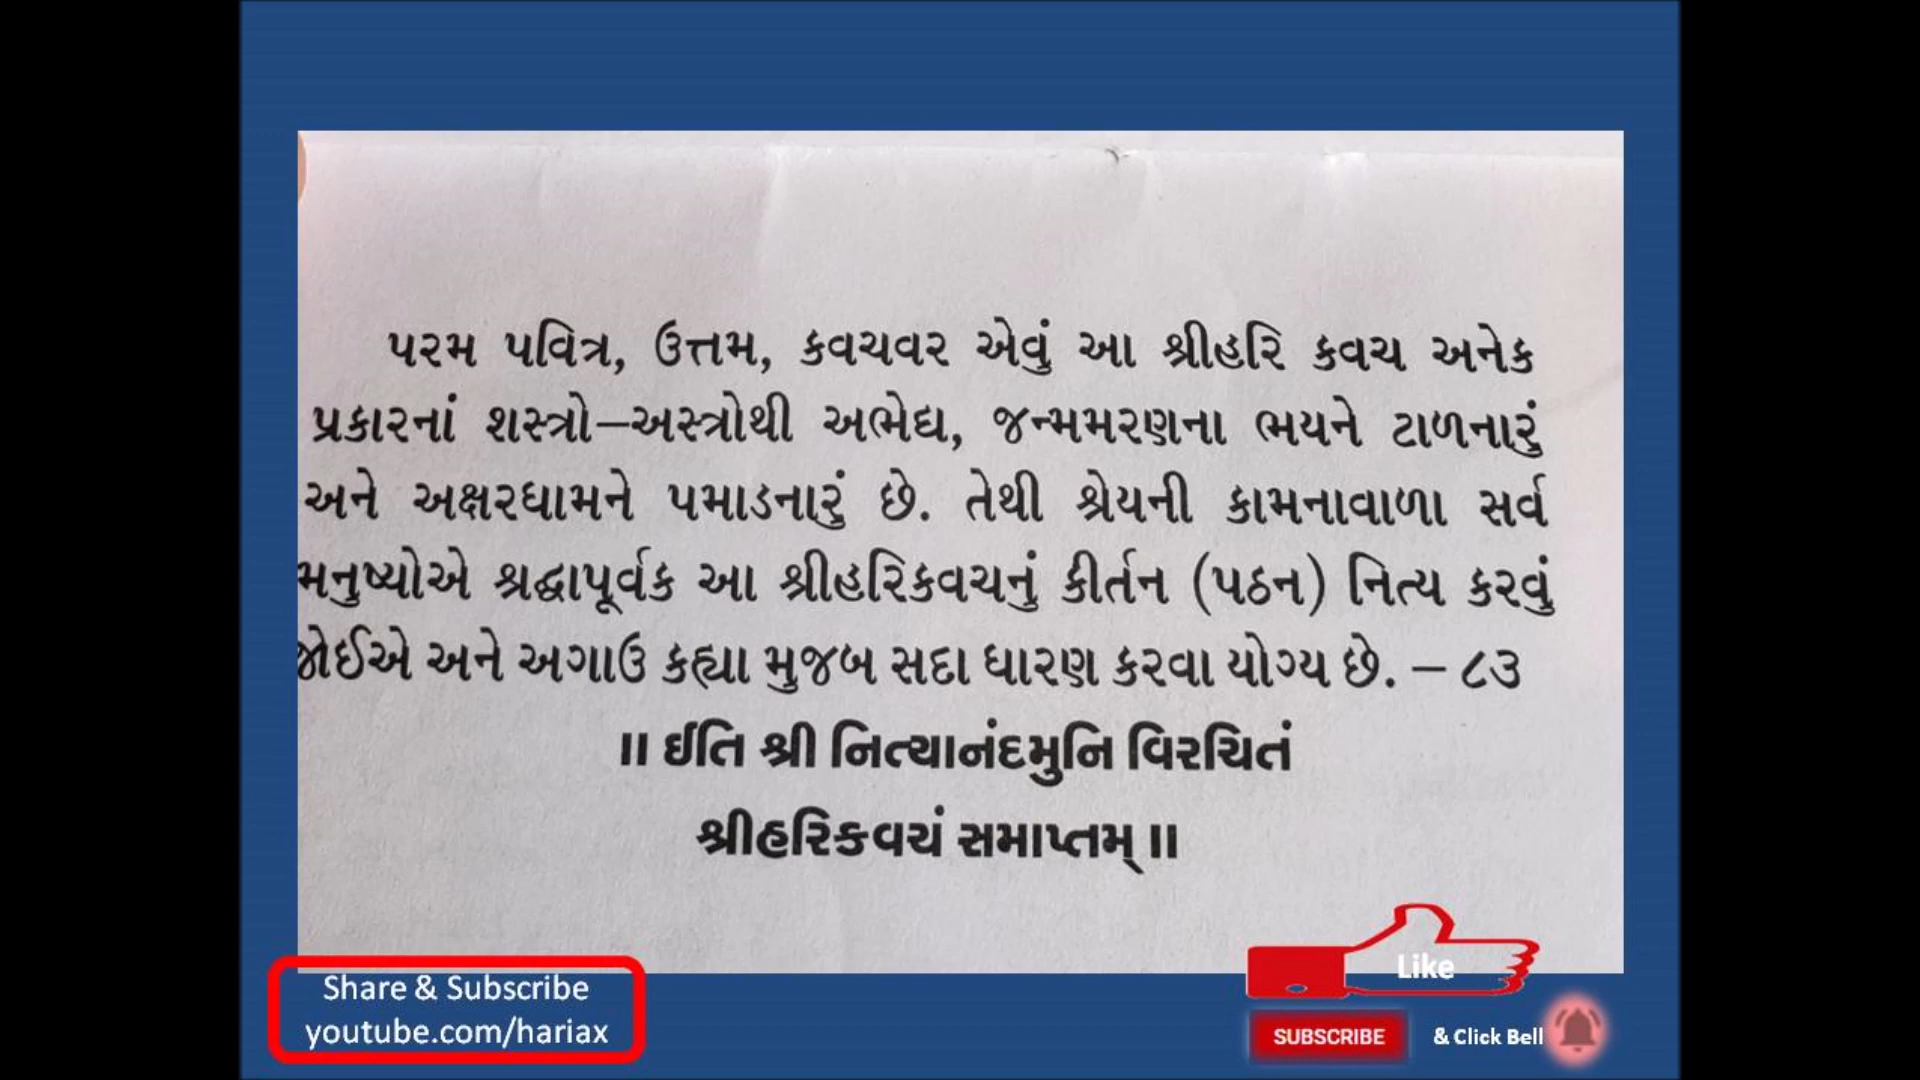 પરમ પવિત્ર, ઉત્તમ, કવચવર એવું આ શ્રીહરિ કવચ અનેક
પ્રકારનાં શસ્ત્રો–અસ્ત્રોથી અભેદ્ય, જન્મમરણના ભયને ટાળનારું
અને અક્ષરધામને પમાડનારું છે. તેથી શ્રેયની કામનાવાળા સર્વ
મનુષ્યોએ શ્રદ્ધાપૂર્વક આ શ્રીહરિકવચનું કીર્તન (પઠન) નિત્ય કરવું
જોઈએ અને અગાઉ કહ્યા મુજબ સદા ધારણ કરવા યોગ્ય છે. – ૮૩
॥ ઈતિ શ્રી નિત્યાનંદમુનિ વિરચિતં
શ્રીહરિકવચં સમાપ્તમ્ ॥
Like
Share & Subscribe
youtube.com/hariax
SUBSCRIBE & Click Bell